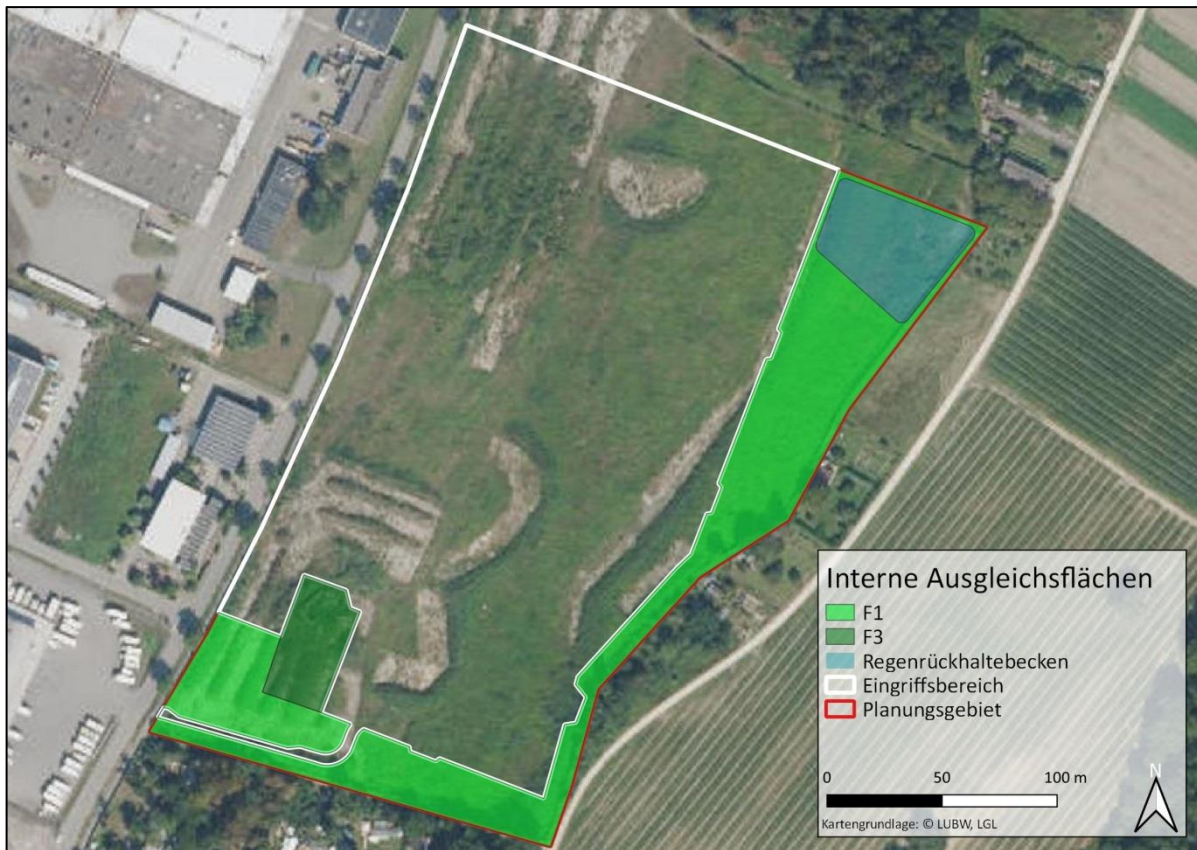 Interne Ausgleichsflächen
F1
F3
Regenrückhaltebecken
Eingriffsbereich
Planungsgebiet
0 50 100 m
N
Kartengrundlage: © LUBW, LGL